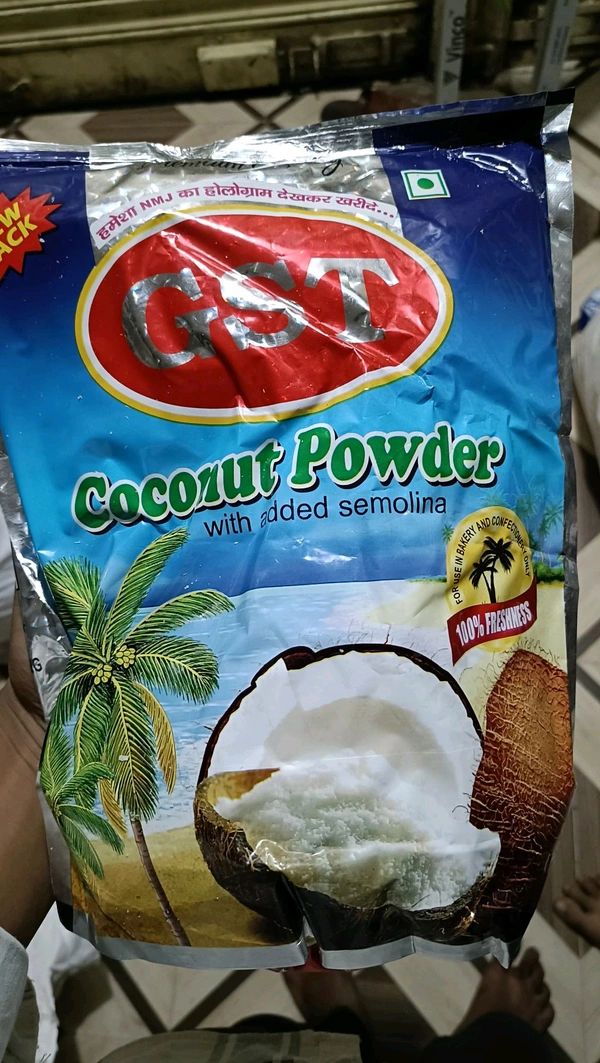 Vinco
हमेशा NMJ का होलोग्राम देखकर खरीदे...
GST
Coconut Powder
with added semolina
FOR USE IN BAKERY AND CONFECTIONERY ONLY
100% FRESHNESS